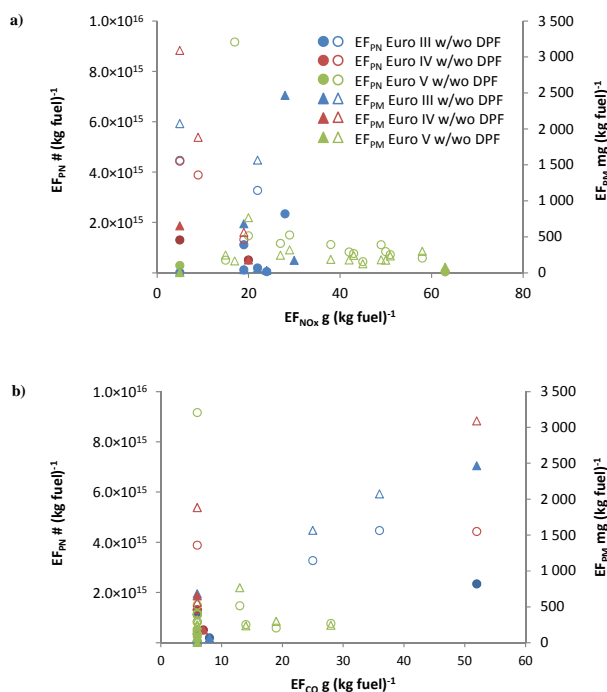 a)
1.0×10¹⁶
8.0×10¹⁵
6.0×10¹⁵
4.0×10¹⁵
2.0×10¹⁵
EF_PN # (kg fuel)⁻¹
3 500
3 000
2 500
2 000
1 500
1 000
500
0
EF_PM mg (kg fuel)⁻¹
EF_PN Euro III w/wo DPF
EF_PN Euro IV w/wo DPF
EF_PN Euro V w/wo DPF
EF_PM Euro III w/wo DPF
EF_PM Euro IV w/wo DPF
EF_PM Euro V w/wo DPF
0 20 40 60 80
EF_NOx g (kg fuel)⁻¹
b)
1.0×10¹⁶
8.0×10¹⁵
6.0×10¹⁵
4.0×10¹⁵
2.0×10¹⁵
EF_PN # (kg fuel)⁻¹
3 500
3 000
2 500
2 000
1 500
1 000
500
0
EF_PM mg (kg fuel)⁻¹
0 10 20 30 40 50 60
EF_CO g (kg fuel)⁻¹